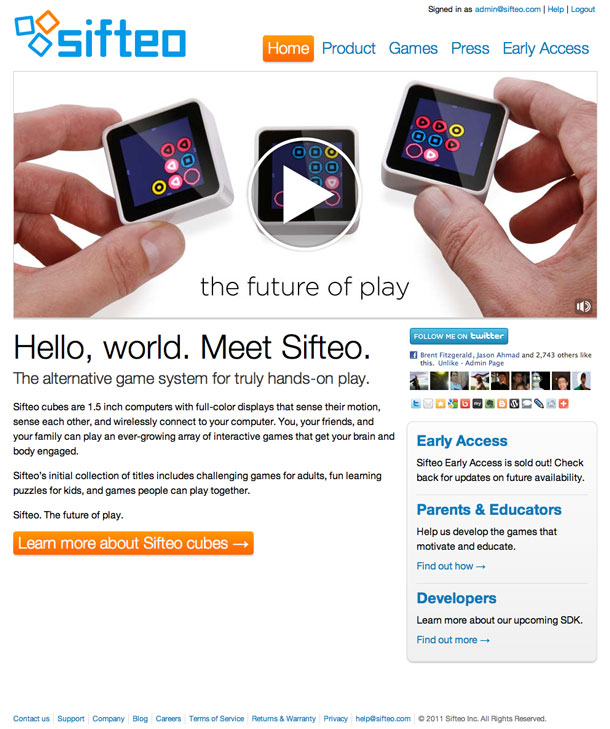 Signed in as admin@sifteo.com | Help | Logout
sifteo
Home Product Games Press Early Access
the future of play
Hello, world. Meet Sifteo.
The alternative game system for truly hands-on play.
Sifteo cubes are 1.5 inch computers with full-color displays that sense their motion,
sense each other, and wirelessly connect to your computer. You, your friends, and
your family can play an ever-growing array of interactive games that get your brain and
body engaged.
Sifteo's initial collection of titles includes challenging games for adults, fun learning
puzzles for kids, and games people can play together.
Sifteo. The future of play.
Learn more about Sifteo cubes →
FOLLOW ME ON twitter
Brent Fitzgerald, Jason Ahmad and 2,743 others like
this. Unlike · Admin Page
Early Access
Sifteo Early Access is sold out! Check
back for updates on future availability.
Parents & Educators
Help us develop the games that
motivate and educate.
Find out how →
Developers
Learn more about our upcoming SDK.
Find out more →
Contact us | Support | Company | Blog | Careers | Terms of Service | Returns & Warranty | Privacy | help@sifteo.com | © 2011 Sifteo Inc. All Rights Reserved.